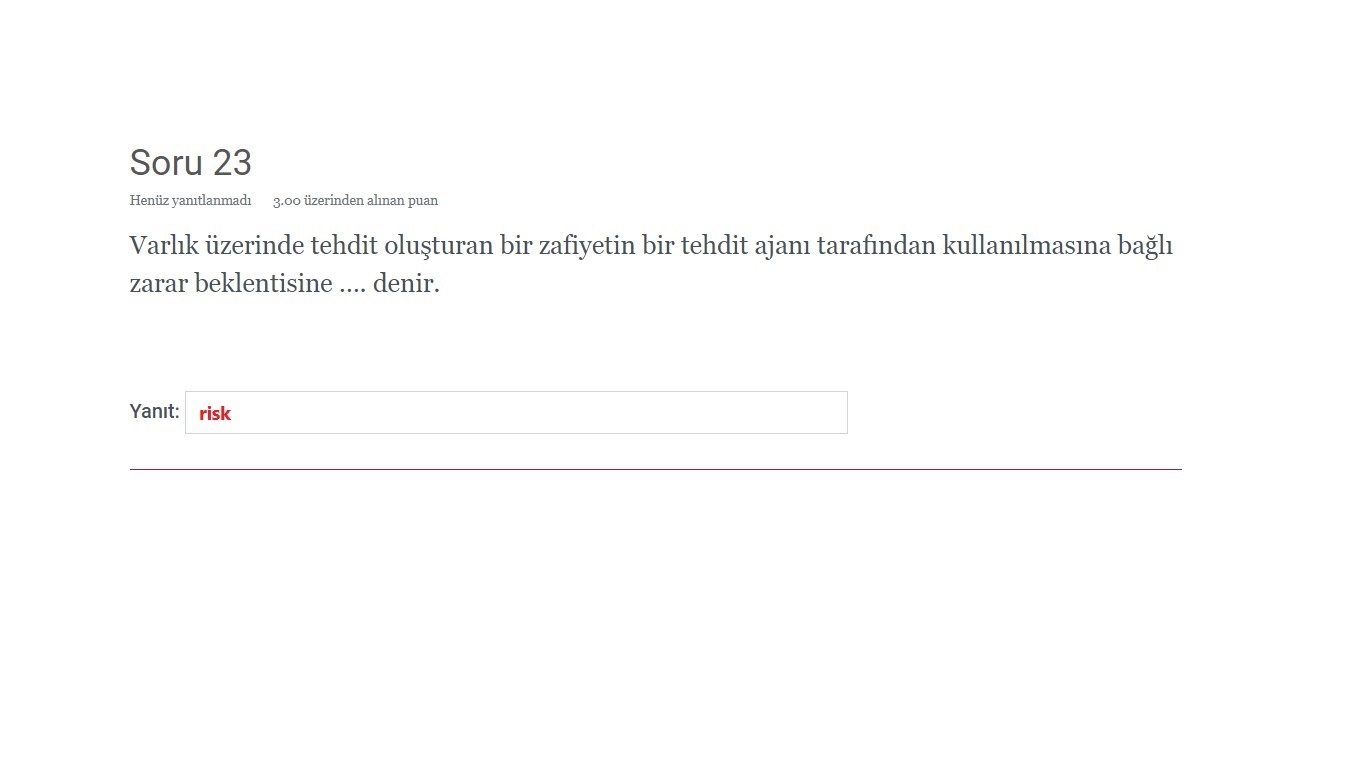 Soru 23
Henüz yanıtlanmadı 3.00 üzerinden alınan puan
Varlık üzerinde tehdit oluşturan bir zafiyetin bir tehdit ajanı tarafından kullanılmasına bağlı
zarar beklentisine .... denir.
Yanıt: risk